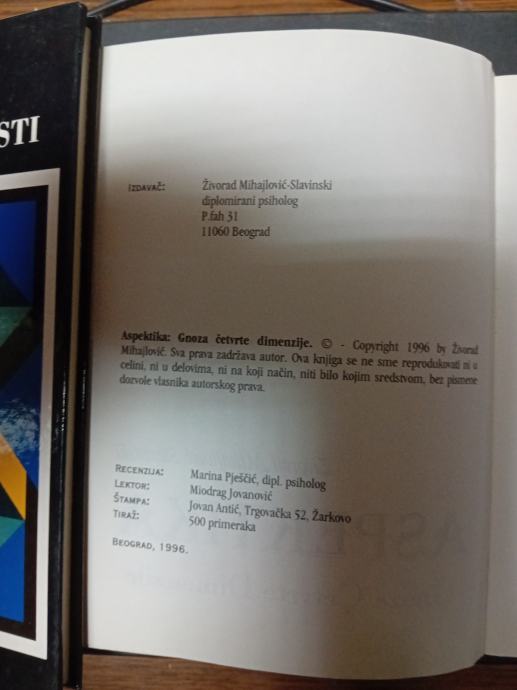 STI
IZDAVAČ: Živorad Mihajlović-Slavinski
diplomirani psiholog
P.fah 31
11060 Beograd
Aspektika: Gnoza četvrte dimenzije. © - Copyright 1996 by Živorad
Mihajlović. Sva prava zadržava autor. Ova knjiga se ne sme reprodukovati ni u
celini, ni u delovima, ni na koji način, niti bilo kojim sredstvom, bez pismene
dozvole vlasnika autorskog prava.
RECENZIJA: Marina Pješčić, dipl. psiholog
LEKTOR: Miodrag Jovanović
ŠTAMPA: Jovan Antić, Trgovačka 52, Žarkovo
TIRAŽ: 500 primeraka
BEOGRAD, 1996.